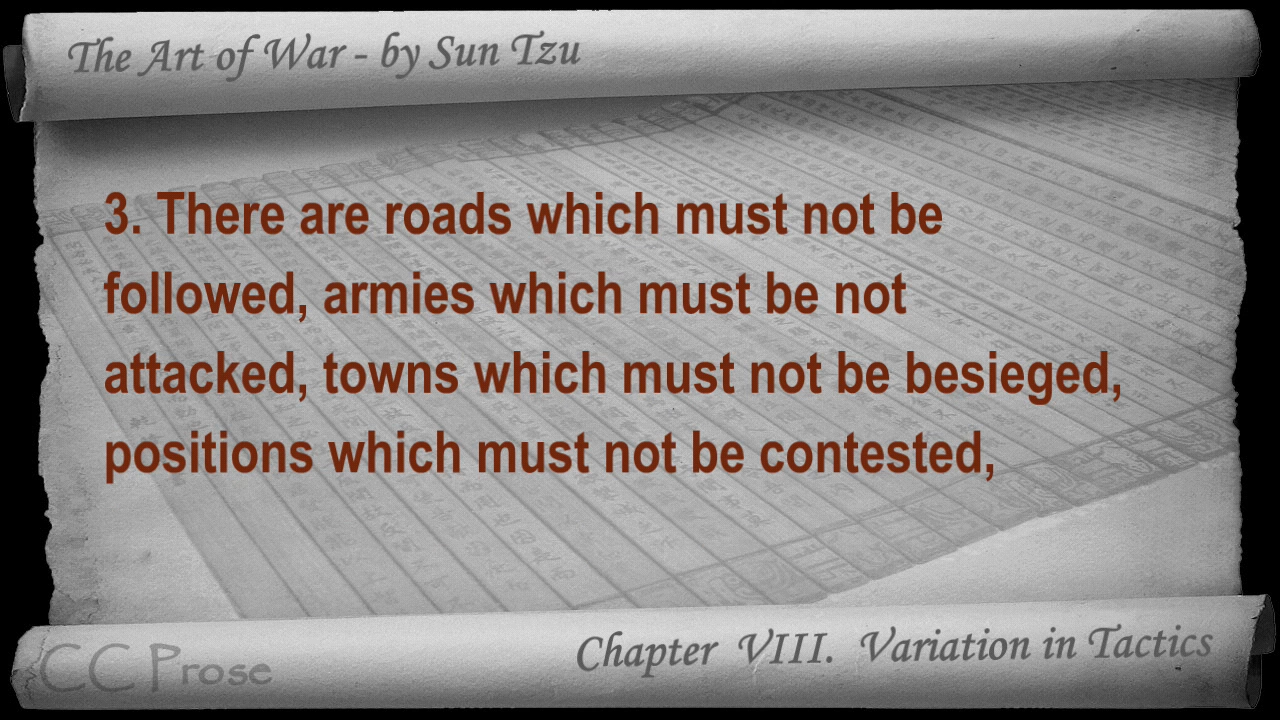 The Art of War - by Sun Tzu
3. There are roads which must not be
followed, armies which must be not
attacked, towns which must not be besieged,
positions which must not be contested,
Chapter VIII. Variation in Tactics
CC Prose